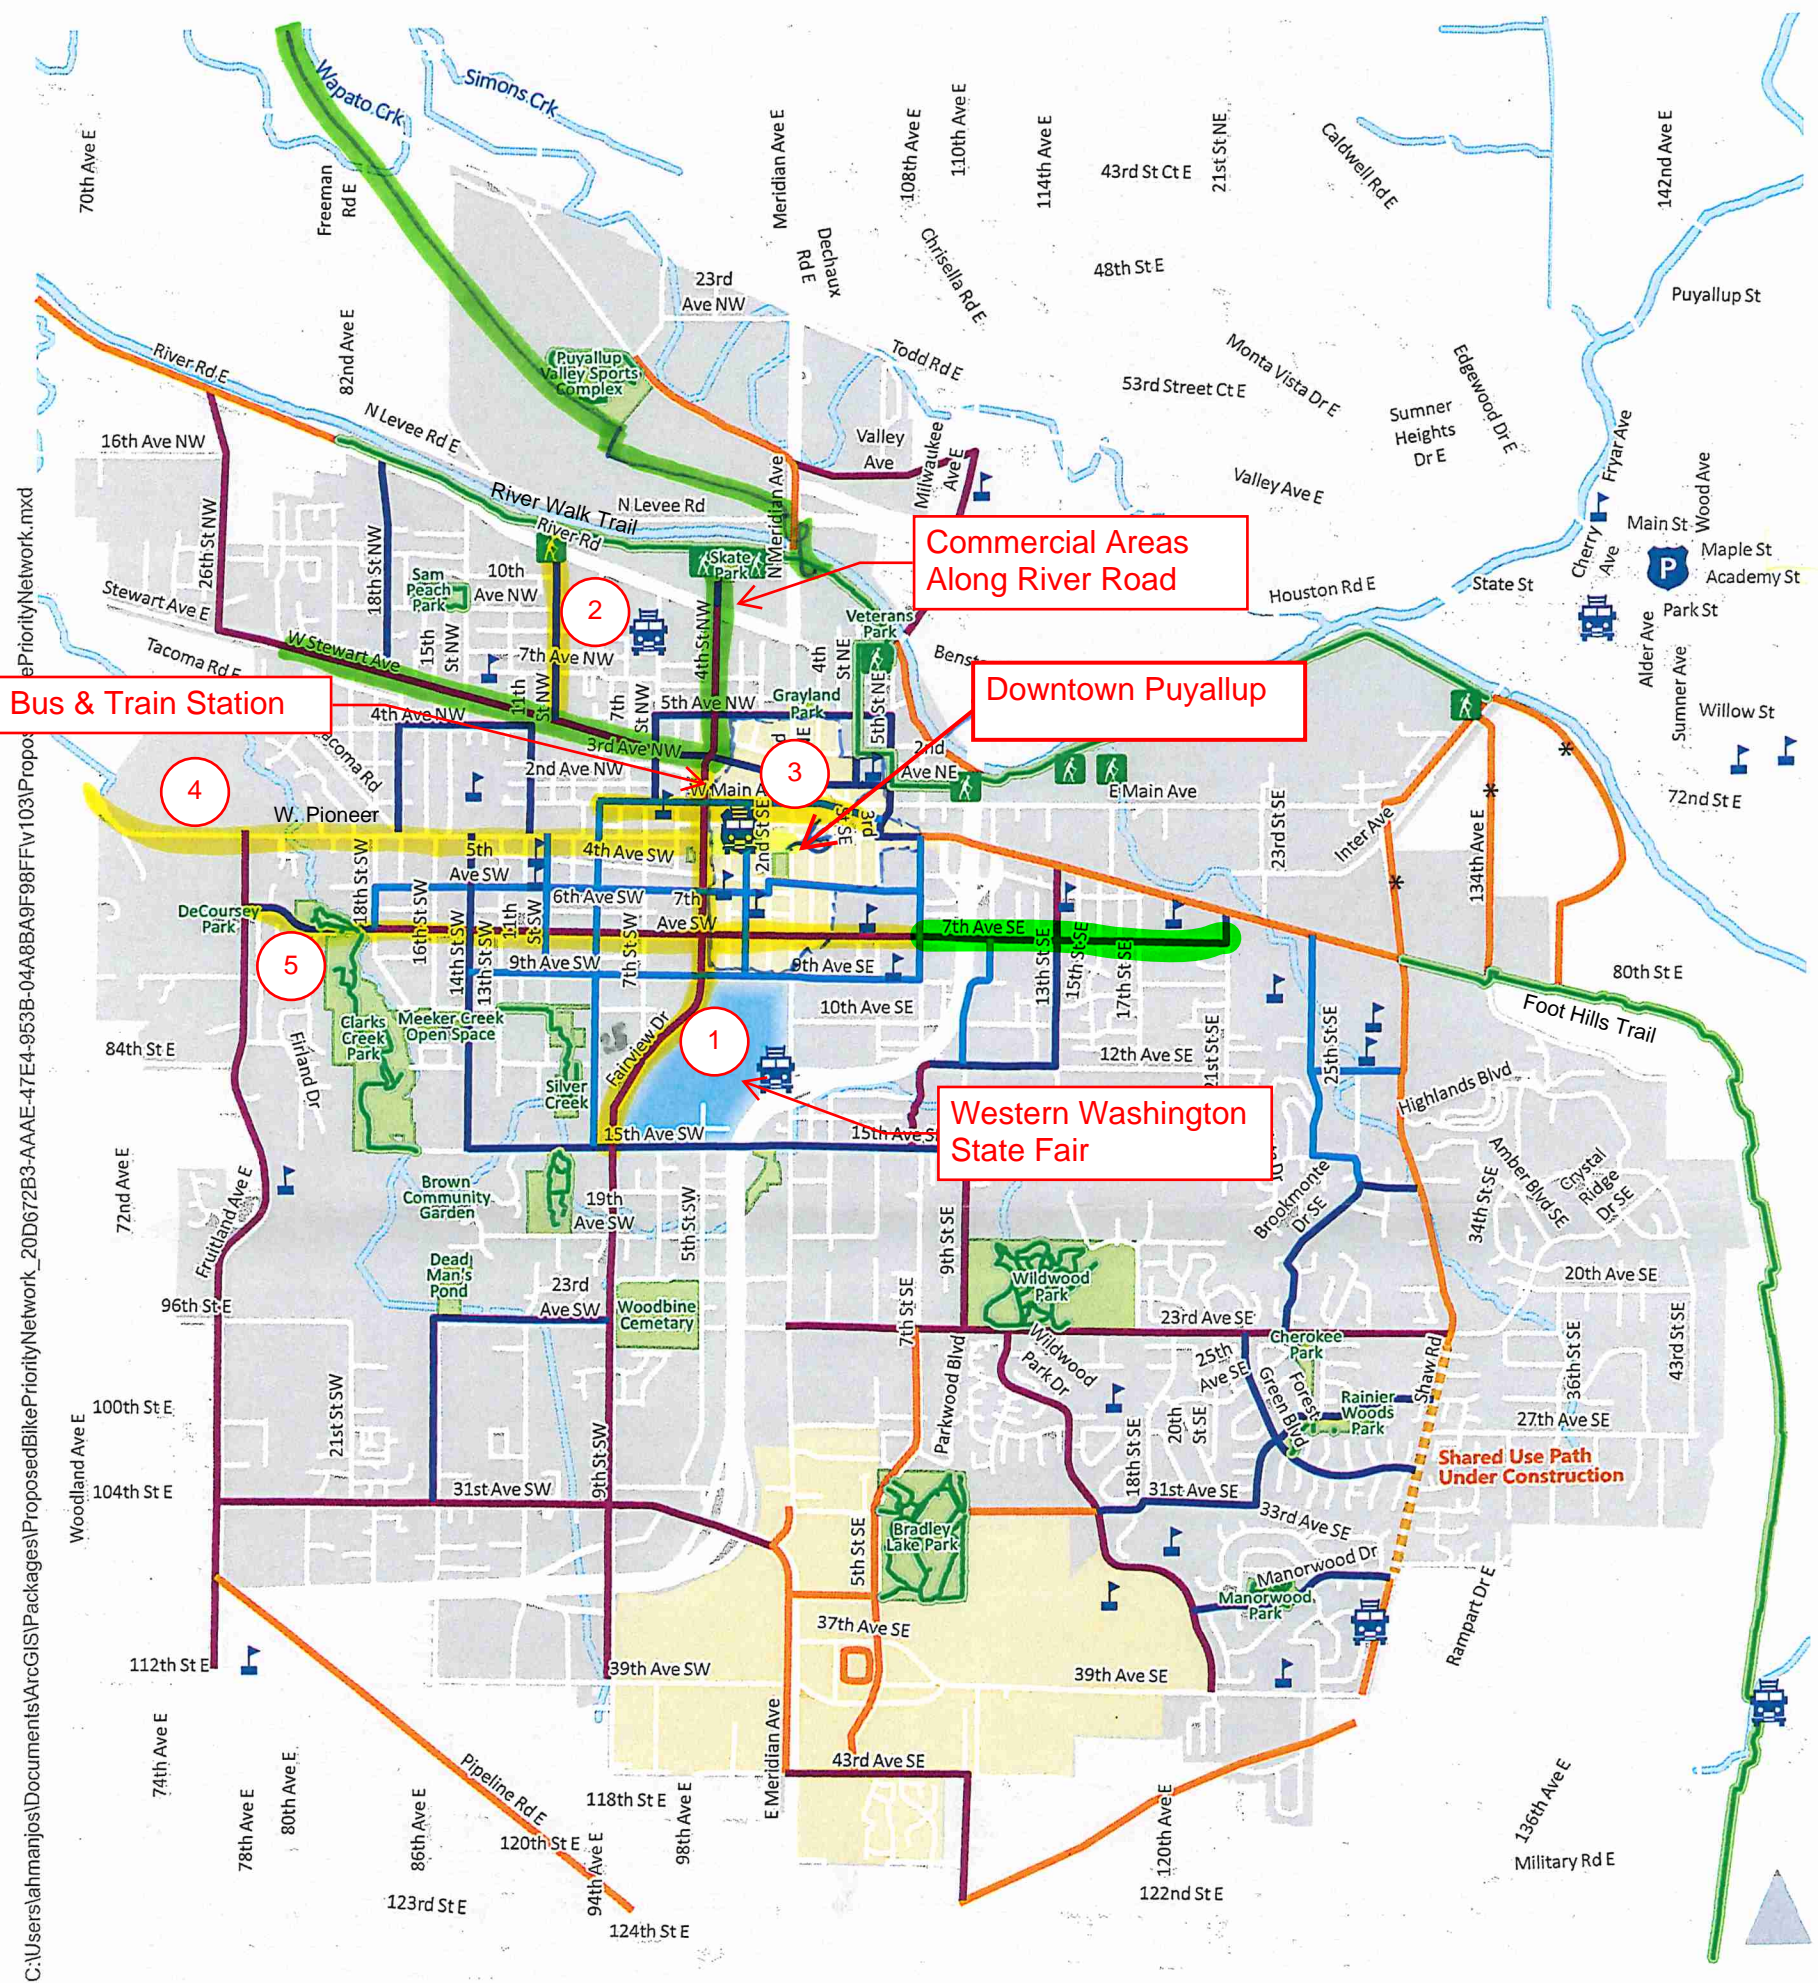 Wapato Crk
Simons Crk
70th Ave E
Freeman
Rd E
Meridian Ave E
Dechaux
Rd E
108th Ave E
110th Ave E
Chrisella Rd E
114th Ave E
43rd St Ct E
21st St NE
Caldwell Rd E
142nd Ave E
48th St E
Puyallup St
23rd
Ave NW
River Rd E
82nd Ave E
N Levee Rd E
Puyallup
Valley Sports
Complex
Todd Rd E
53rd Street Ct E
Monta Vista Dr E
Edgewood Dr E
Sumner
Heights
Dr E
16th Ave NW
Valley
Ave
Milwaukee
Ave E
Valley Ave E
Fryar Ave
Cherry
Ave
Wood Ave
Main St
Maple St
Academy St
P
Park St
State St
Alder Ave
Sumner Ave
Willow St
72nd St E
26th St NW
18th St NW
River Walk Trail
N Levee Rd
N Meridian Ave
River Rd
Skate
Park
Commercial Areas
Along River Road
Houston Rd E
Stewart Ave E
Sam
Peach
Park
10th
Ave NW
15th
St NW
2
4th St NW
Veterans
Park
4th
St NE
Tacoma Rd E
W Stewart Ave
7th Ave NW
11th
St NW
7th
St NW
5th Ave NW
Grayland
Park
5th St NE
Downtown Puyallup
Bus & Train Station
4th Ave NW
3rd Ave NW
2nd Ave NW
3
2nd
Ave NE
4
W. Pioneer
E Main Ave
2nd St SE
3rd
23rd St SE
Inter Ave
134th Ave E
18th St SW
5th
Ave SW
4th Ave SW
16th St SW
14th St SW
13th St SW
11th
St SW
6th Ave SW
7th
Ave SW
7th St SW
DeCoursey
Park
5
9th Ave SW
7th Ave SE
9th Ave SE
13th St SE
15th St SE
17th St SE
21st St SE
25th St SE
80th St E
Foot Hills Trail
84th St E
Firland Dr
Clarks
Creek
Park
Meeker Creek
Open Space
Silver
Creek
Fairview Dr
1
10th Ave SE
12th Ave SE
Highlands Blvd
15th Ave SW
Western Washington
State Fair
72nd Ave E
Fruitland Ave E
Brown
Community
Garden
19th
Ave SW
5th St SW
9th St SE
Brookmonte
Dr SE
34th St SE
Amber Blvd SE
Crystal
Ridge
Dr SE
20th Ave SE
43rd St SE
Dead
Man's
Pond
96th St E
23rd
Ave SW
Woodbine
Cemetary
7th St SE
Wildwood
Park
23rd Ave SE
Parkwood Blvd
Wildwood
Park Dr
25th
Ave SE
Cherokee
Park
Forest
Green Blvd
Rainier
Woods
Park
Shaw Rd
36th St SE
27th Ave SE
Shared Use Path
Under Construction
100th St E
Woodland Ave E
21st St SW
104th St E
31st Ave SW
9th St SW
18th St SE
20th
St SE
31st Ave SE
33rd Ave SE
Bradley
Lake Park
5th St SE
Manorwood Dr
Manorwood
Park
Rampart Dr E
37th Ave SE
112th St E
39th Ave SW
39th Ave SE
74th Ave E
80th Ave E
78th Ave E
86th Ave E
Pipeline Rd E
118th St E
120th St E
94th Ave E
98th Ave E
E Meridian Ave
43rd Ave SE
120th Ave E
136th Ave E
Military Rd E
123rd St E
124th St E
122nd St E